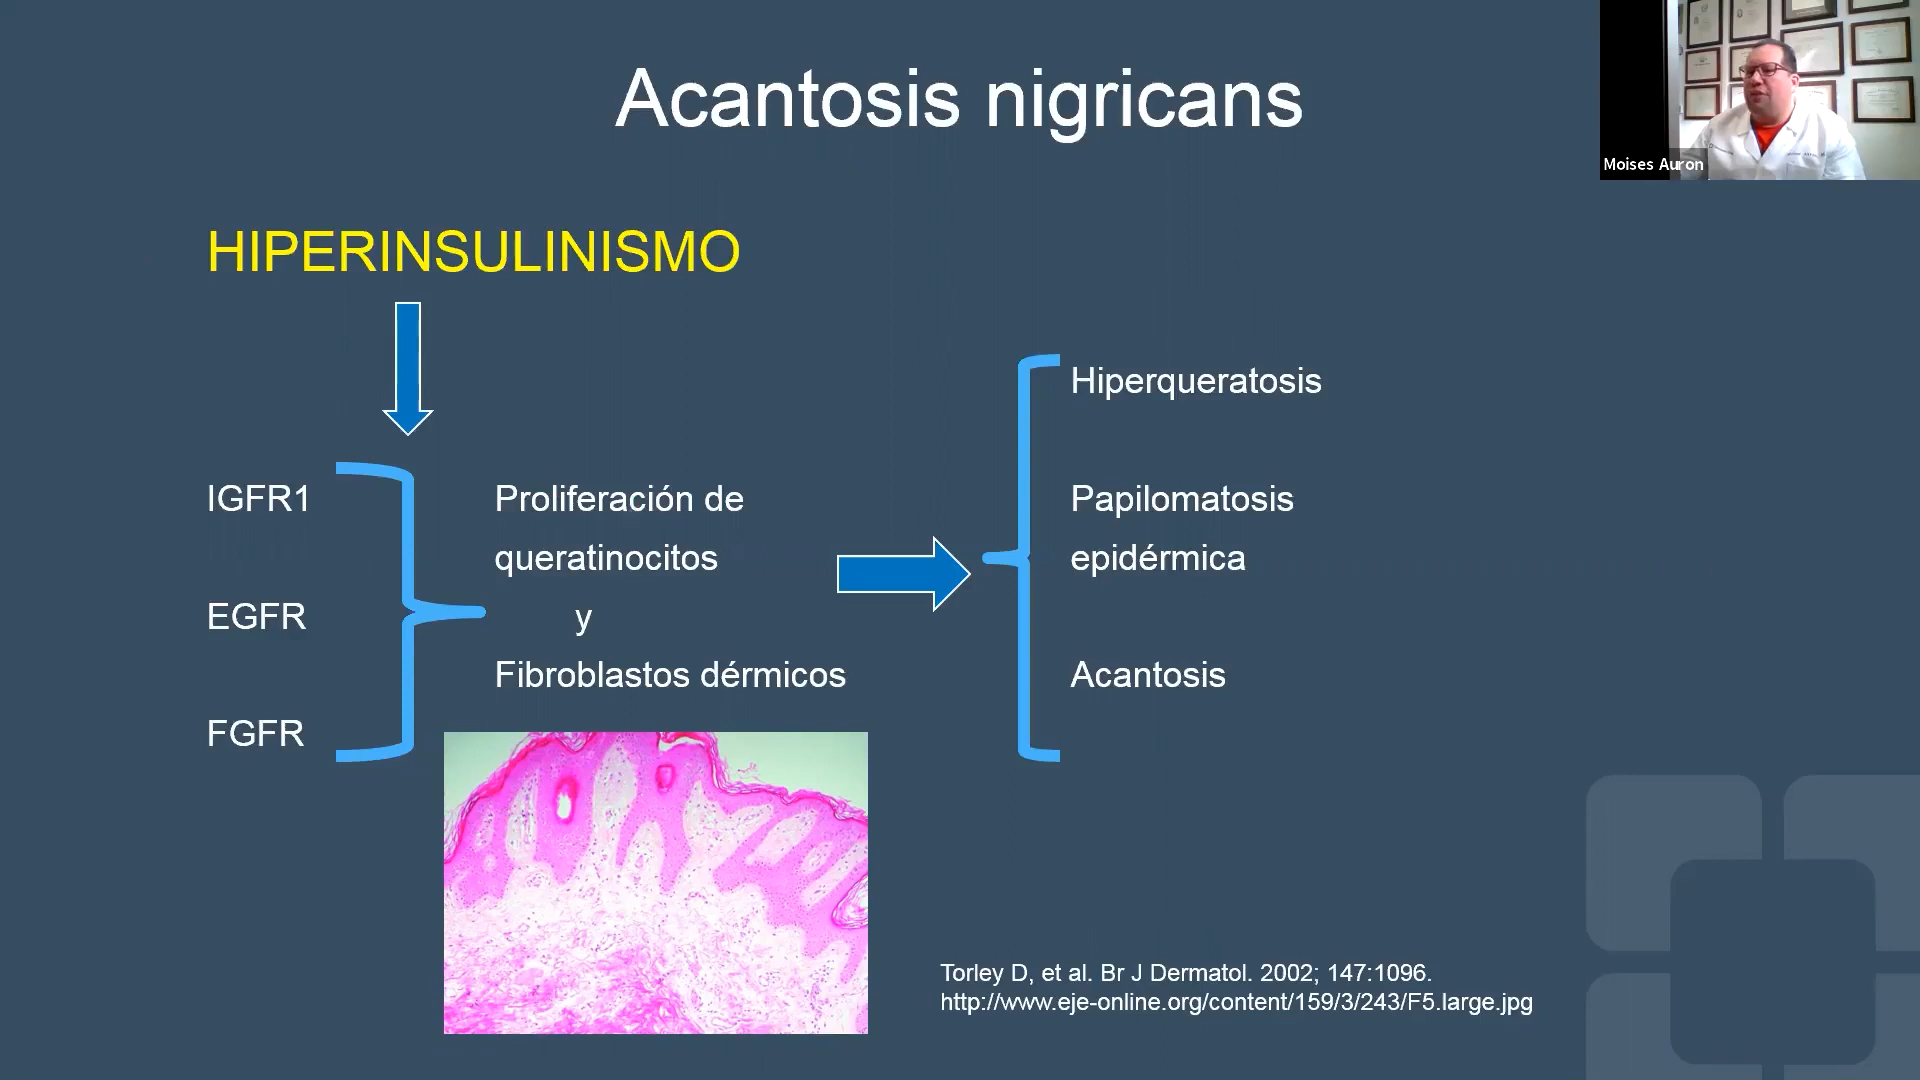 Acantosis nigricans
Moises Auron
HIPERINSULINISMO
IGFR1
EGFR
FGFR
Proliferación de
queratinocitos
y
Fibroblastos dérmicos
Hiperqueratosis
Papilomatosis
epidérmica
Acantosis
Torley D, et al. Br J Dermatol. 2002; 147:1096.
http://www.eje-online.org/content/159/3/243/F5.large.jpg